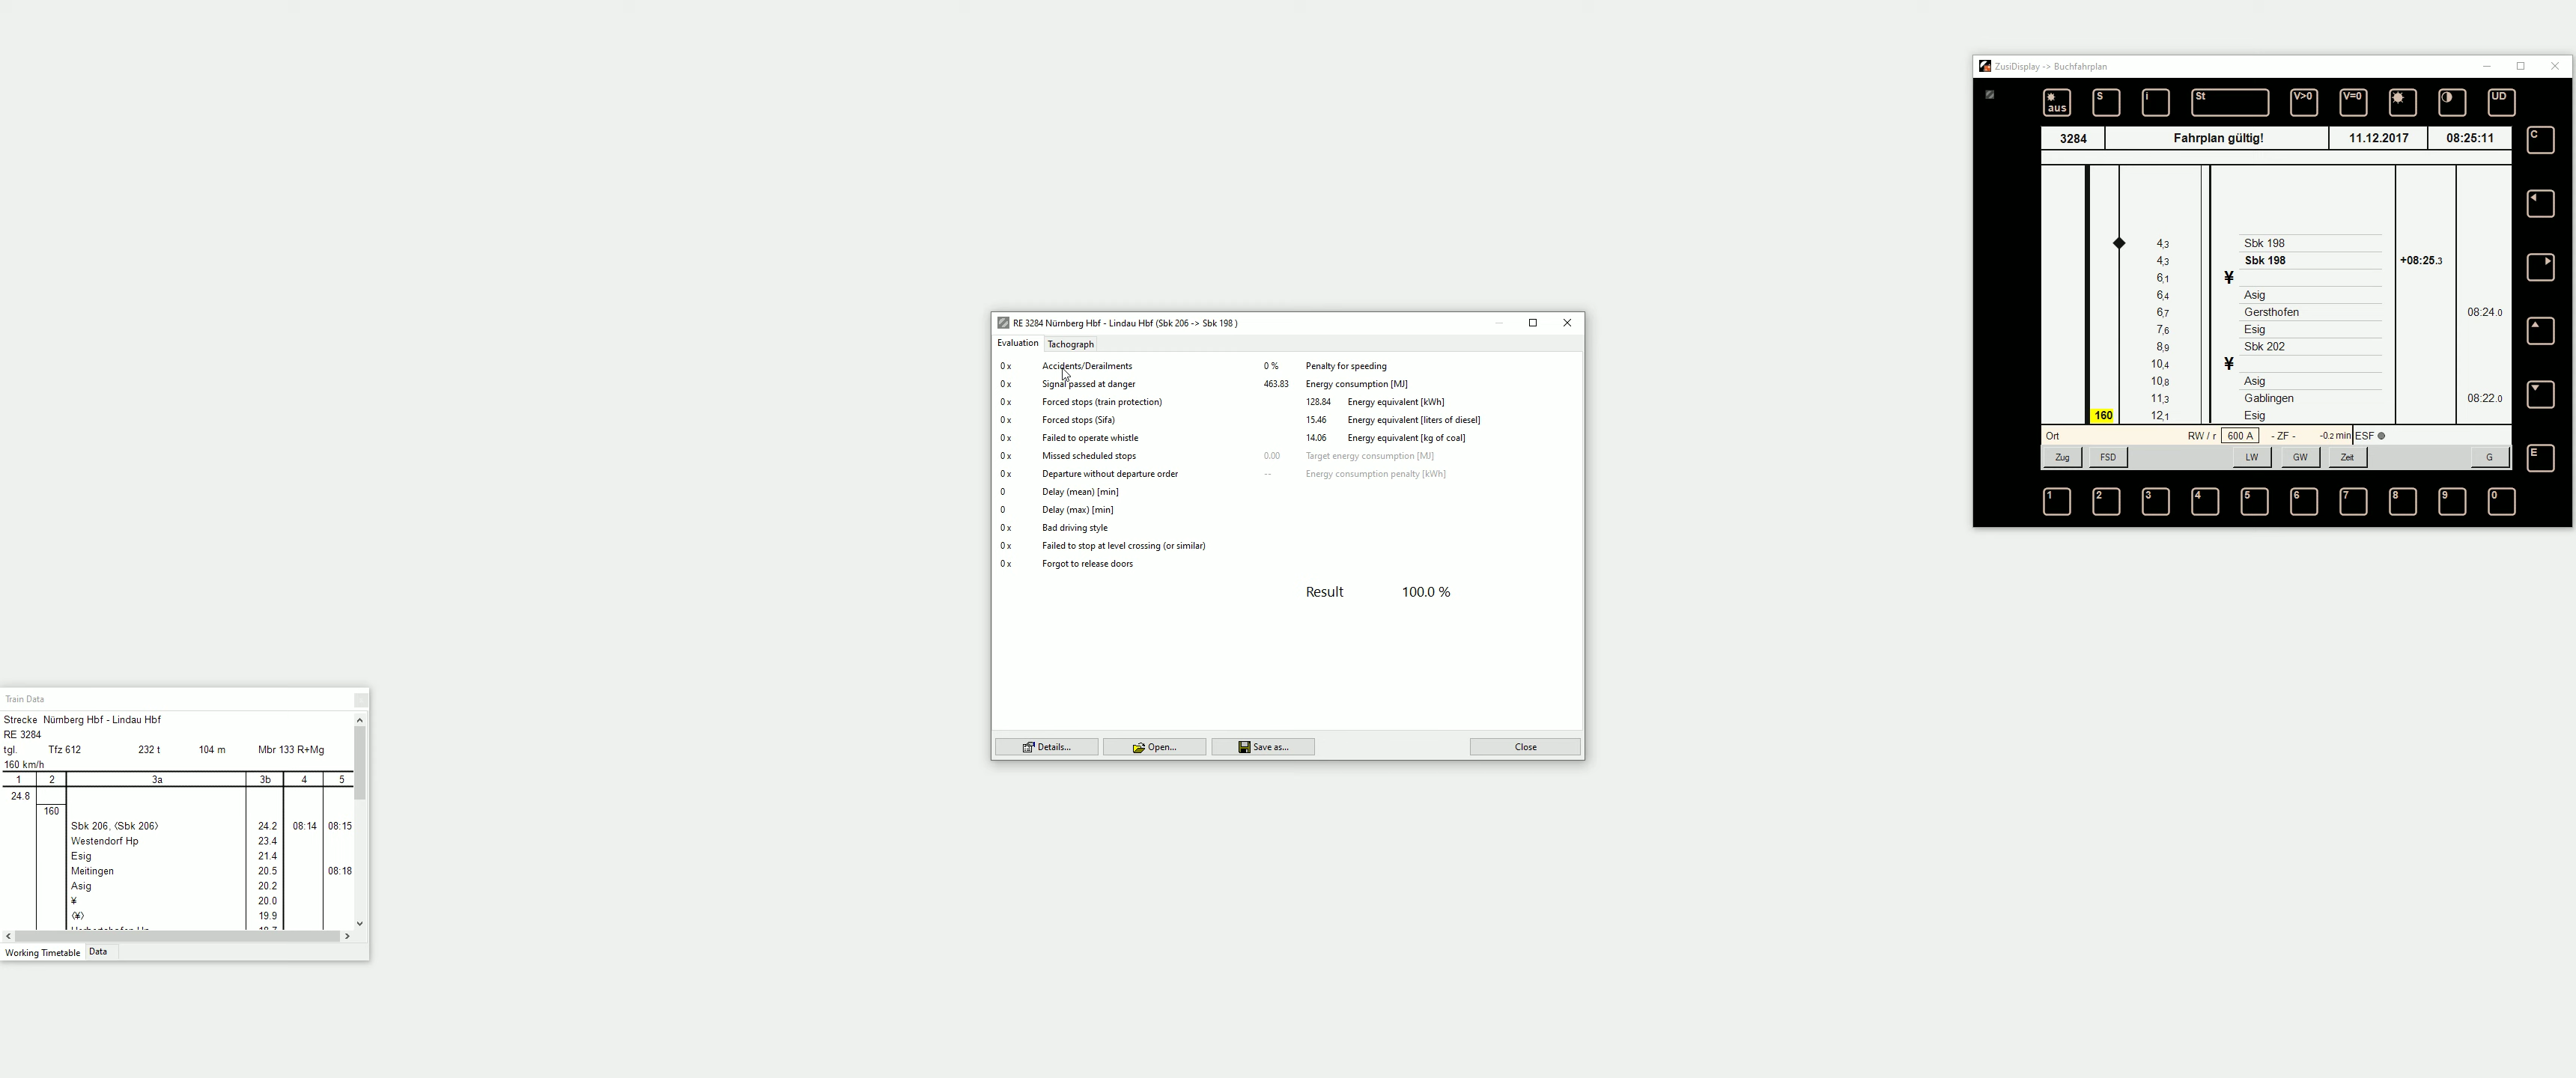 ZusiDisplay -> Buchfahrplan
aus
S
i
St
V>0
V=0
UD
C
3284
Fahrplan gültig!
11.12.2017
08:25:11
4,3 Sbk 198
4,3 Sbk 198 +08:25.3
6,1 ¥
6,4 Asig
6,7 Gersthofen 08:24.0
7,6 Esig
8,9 Sbk 202
10,4 ¥
10,8 Asig
11,3 Gablingen 08:22.0
160 12,1 Esig
Ort RW / r 600 A - ZF - -0.2 min ESF
Zug FSD LW GW Zeit G
E
1 2 3 4 5 6 7 8 9 0
RE 3284 Nürnberg Hbf - Lindau Hbf (Sbk 206 -> Sbk 198 )
Evaluation Tachograph
0 x Accidents/Derailments 0 % Penalty for speeding
0 x Signal passed at danger 463.83 Energy consumption [MJ]
0 x Forced stops (train protection) 128.84 Energy equivalent [kWh]
0 x Forced stops (Sifa) 15.46 Energy equivalent [liters of diesel]
0 x Failed to operate whistle 14.06 Energy equivalent [kg of coal]
0 x Missed scheduled stops 0.00 Target energy consumption [MJ]
0 x Departure without departure order -- Energy consumption penalty [kWh]
0 Delay (mean) [min]
0 Delay (max) [min]
0 x Bad driving style
0 x Failed to stop at level crossing (or similar)
0 x Forgot to release doors
Result 100.0 %
Details... Open... Save as... Close
Train Data
Strecke Nürnberg Hbf - Lindau Hbf
RE 3284
tgl. Tfz 612 232 t 104 m Mbr 133 R+Mg
160 km/h
1 2 3a 3b 4 5
24.8
160
Sbk 206, (Sbk 206) 24.2 08:14 08:15
Westendorf Hp 23.4
Esig 21.4
Meitingen 20.5 08:18
Asig 20.2
¥ 20.0
(¥) 19.9
Working Timetable Data